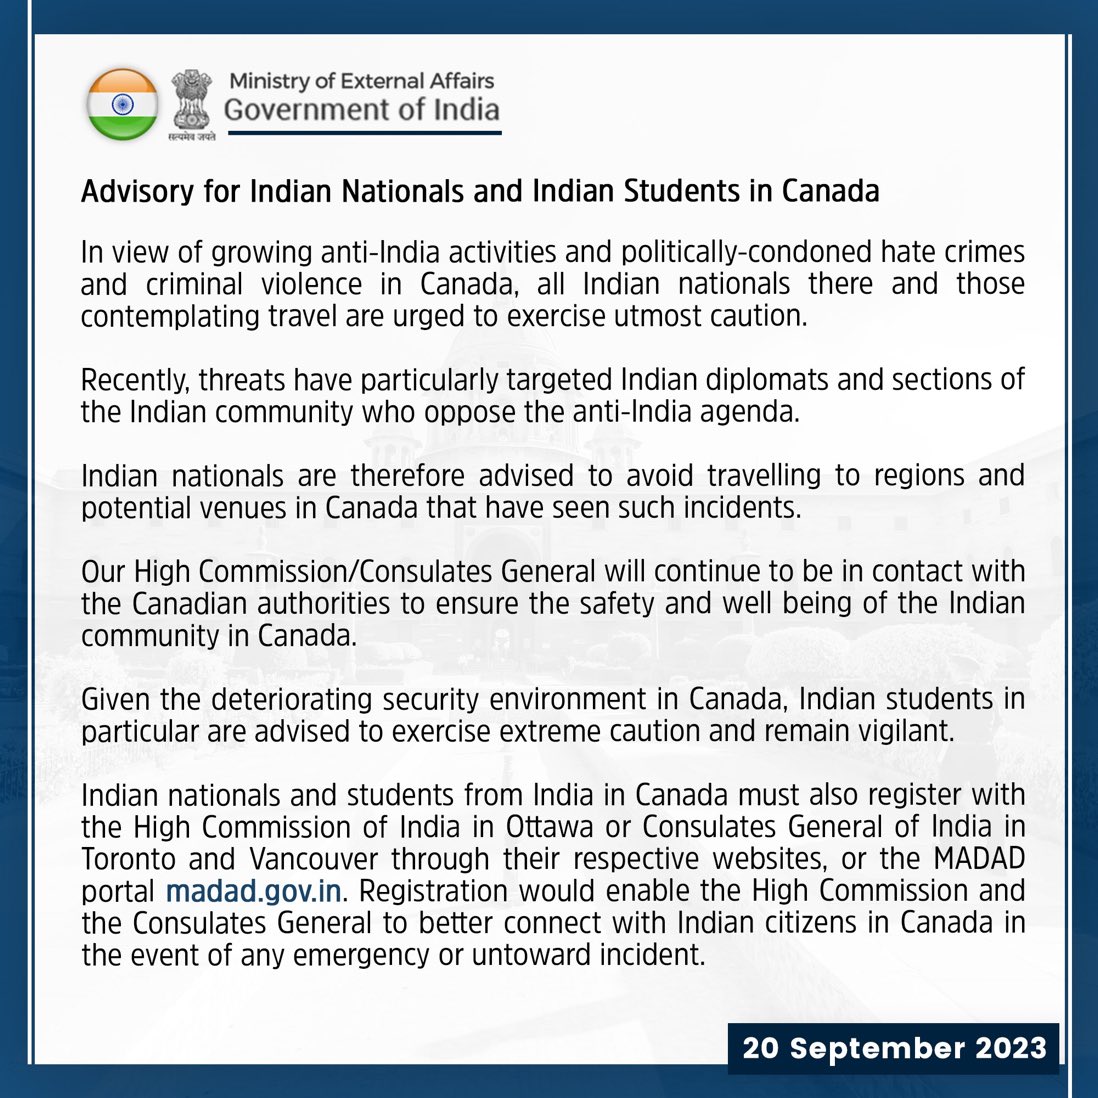 Ministry of External Affairs
Government of India
सत्यमेव जयते
Advisory for Indian Nationals and Indian Students in Canada
In view of growing anti-India activities and politically-condoned hate crimes
and criminal violence in Canada, all Indian nationals there and those
contemplating travel are urged to exercise utmost caution.
Recently, threats have particularly targeted Indian diplomats and sections of
the Indian community who oppose the anti-India agenda.
Indian nationals are therefore advised to avoid travelling to regions and
potential venues in Canada that have seen such incidents.
Our High Commission/Consulates General will continue to be in contact with
the Canadian authorities to ensure the safety and well being of the Indian
community in Canada.
Given the deteriorating security environment in Canada, Indian students in
particular are advised to exercise extreme caution and remain vigilant.
Indian nationals and students from India in Canada must also register with
the High Commission of India in Ottawa or Consulates General of India in
Toronto and Vancouver through their respective websites, or the MADAD
portal madad.gov.in. Registration would enable the High Commission and
the Consulates General to better connect with Indian citizens in Canada in
the event of any emergency or untoward incident.
20 September 2023